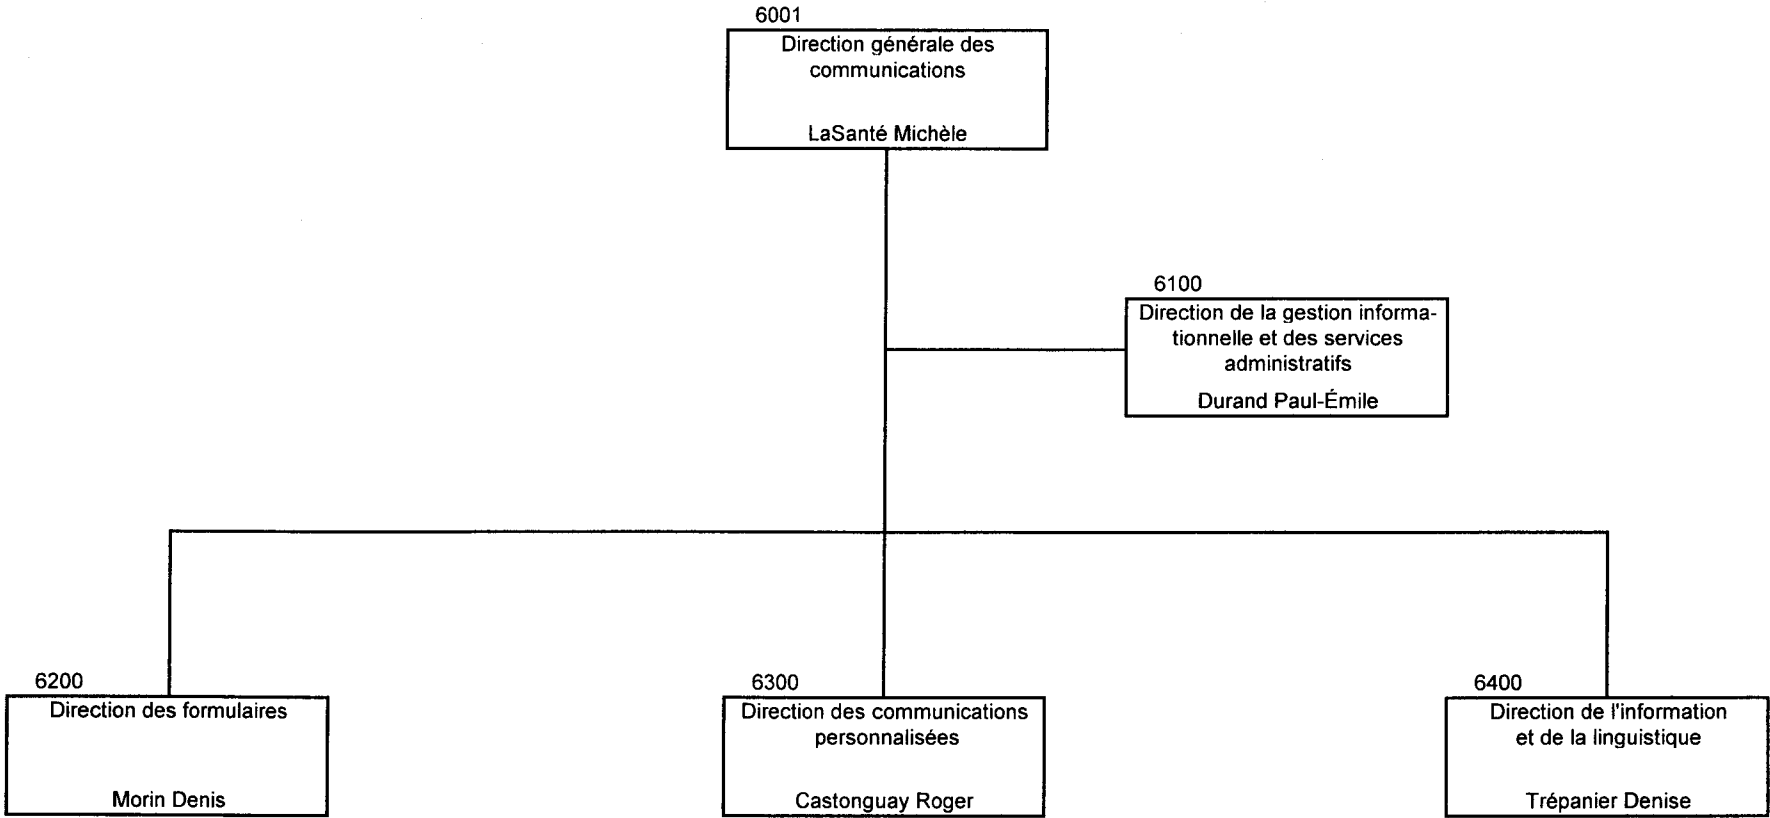 6001
Direction générale des
communications
LaSanté Michèle
6100
Direction de la gestion informa-
tionnelle et des services
administratifs
Durand Paul-Émile
6200
Direction des formulaires
Morin Denis
6300
Direction des communications
personnalisées
Castonguay Roger
6400
Direction de l'information
et de la linguistique
Trépanier Denise